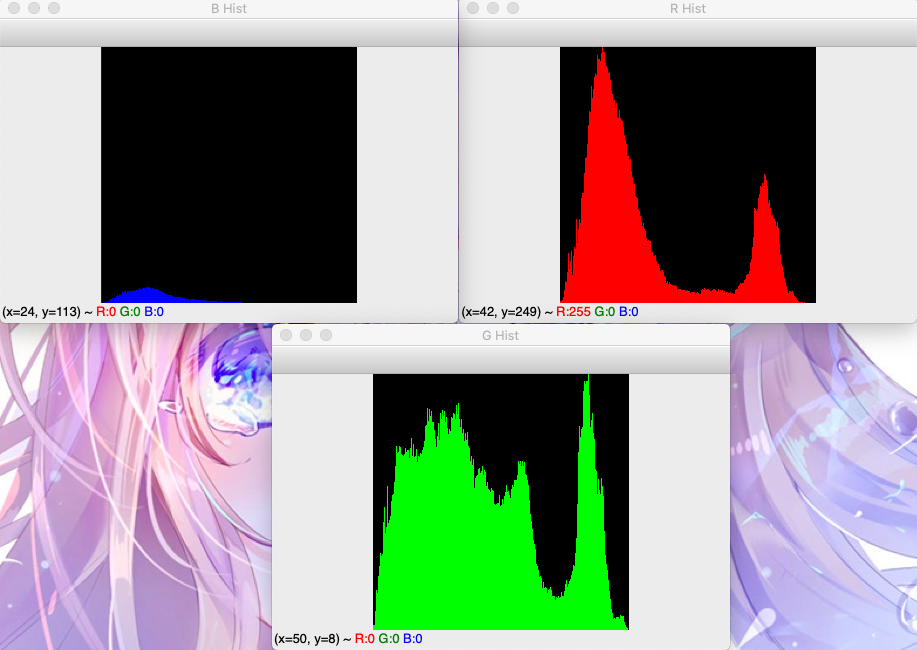 B Hist
R Hist
(x=24, y=113) ~ R:0 G:0 B:0
(x=42, y=249) ~ R:255 G:0 B:0
G Hist
(x=50, y=8) ~ R:0 G:0 B:0